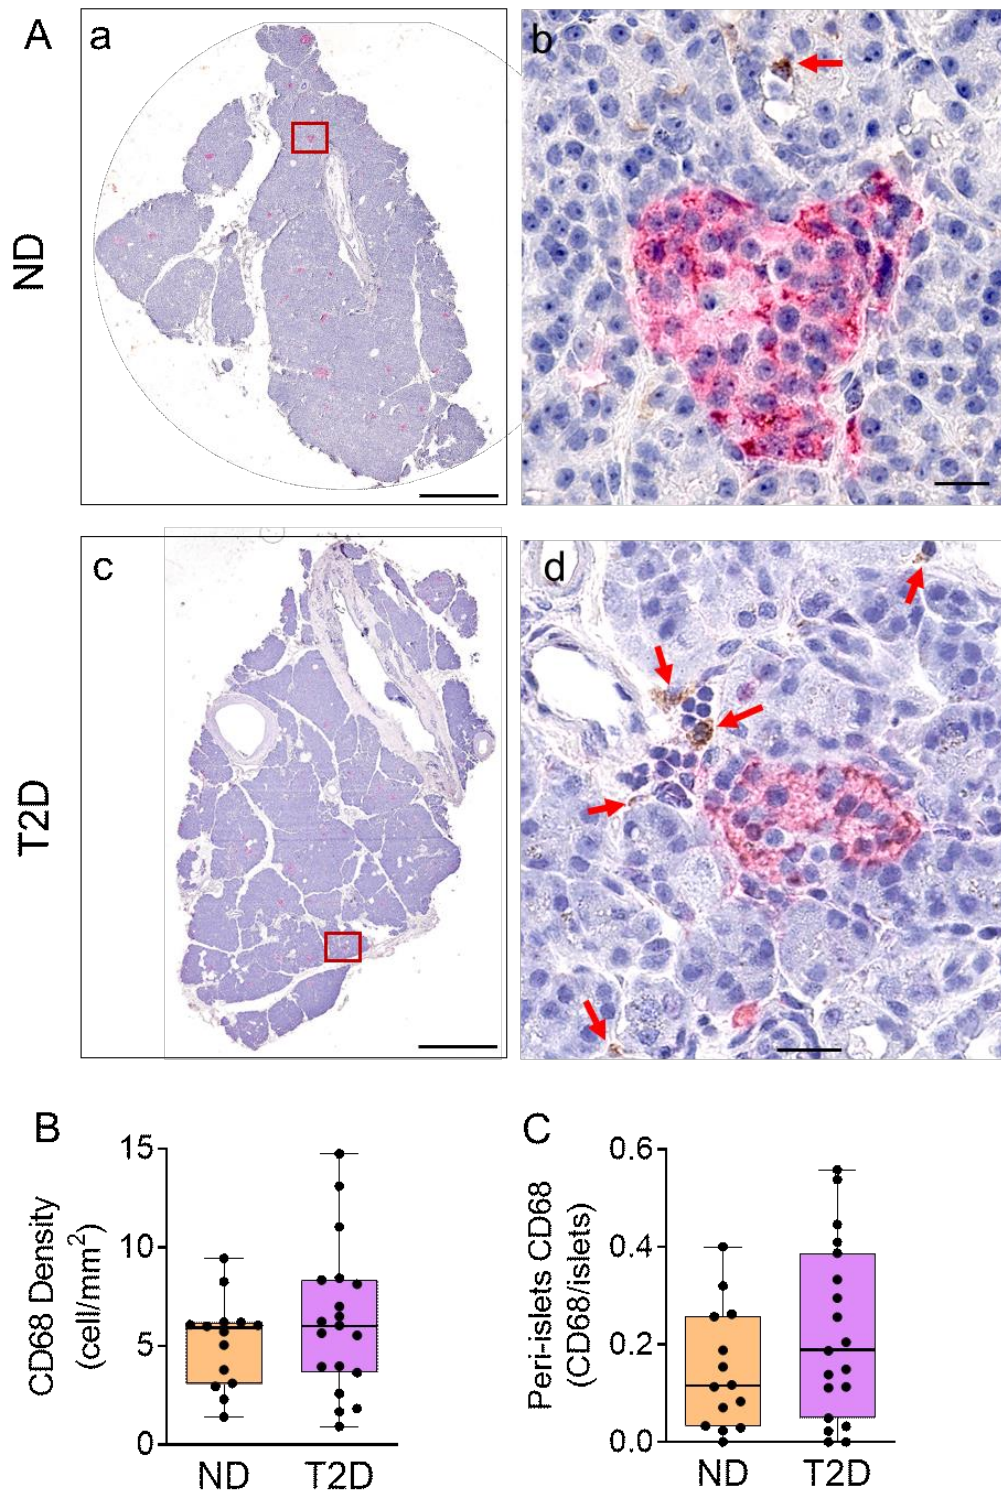 A
a
b
ND
c
d
T2D
B
CD68 Density
(cell/mm²)
15
10
5
0
ND
T2D
C
Peri-islets CD68
(CD68/islets)
0.6
0.4
0.2
0.0
ND
T2D